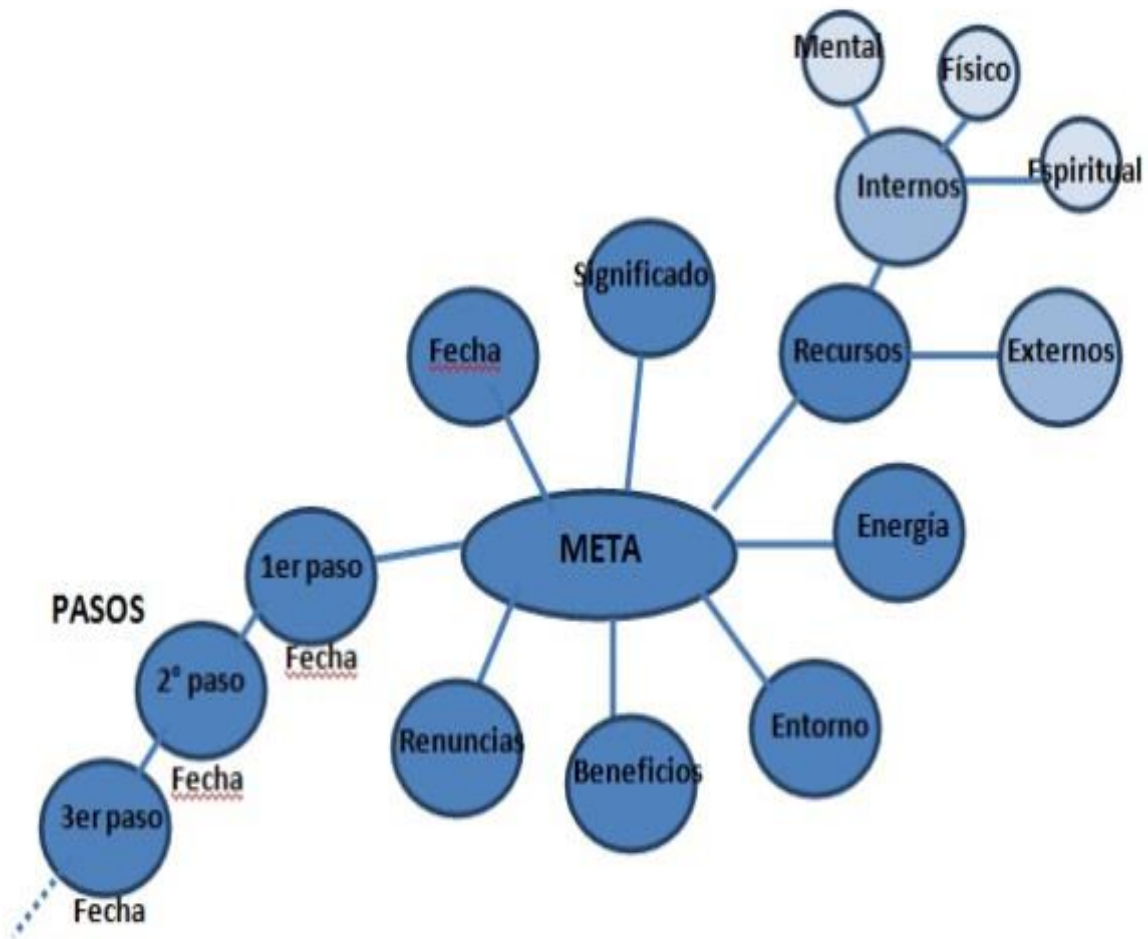 Mental
Físico
Espiritual
Internos
Significado
Fecha
Recursos
Externos
Energía
META
1er paso
PASOS
Fecha
2º paso
Renuncias
Entorno
Beneficios
Fecha
3er paso
Fecha